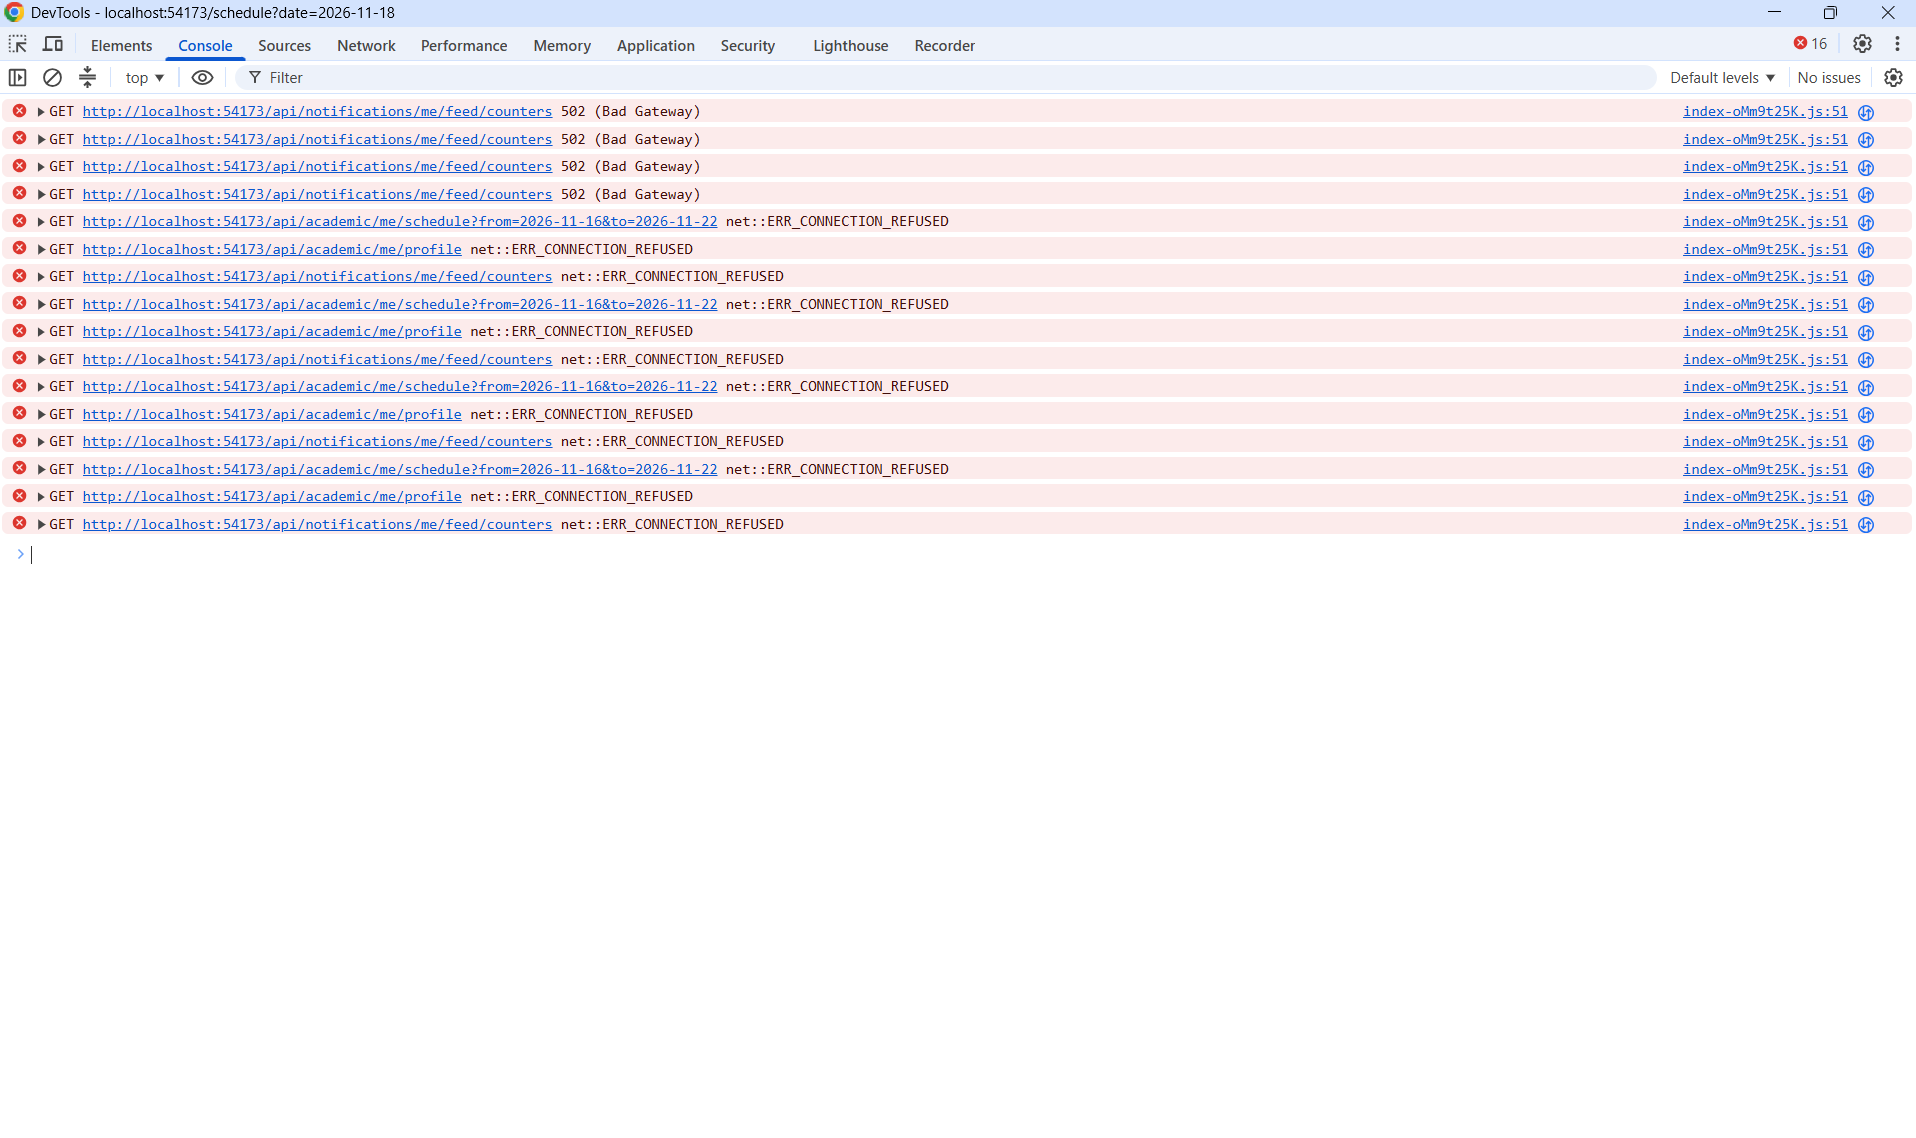 DevTools - localhost:54173/schedule?date=2026-11-18
Elements Console Sources Network Performance Memory Application Security Lighthouse Recorder 16
top Filter Default levels No issues
GET http://localhost:54173/api/notifications/me/feed/counters 502 (Bad Gateway) index-oMm9t25K.js:51
GET http://localhost:54173/api/notifications/me/feed/counters 502 (Bad Gateway) index-oMm9t25K.js:51
GET http://localhost:54173/api/notifications/me/feed/counters 502 (Bad Gateway) index-oMm9t25K.js:51
GET http://localhost:54173/api/notifications/me/feed/counters 502 (Bad Gateway) index-oMm9t25K.js:51
GET http://localhost:54173/api/academic/me/schedule?from=2026-11-16&to=2026-11-22 net::ERR_CONNECTION_REFUSED index-oMm9t25K.js:51
GET http://localhost:54173/api/academic/me/profile net::ERR_CONNECTION_REFUSED index-oMm9t25K.js:51
GET http://localhost:54173/api/notifications/me/feed/counters net::ERR_CONNECTION_REFUSED index-oMm9t25K.js:51
GET http://localhost:54173/api/academic/me/schedule?from=2026-11-16&to=2026-11-22 net::ERR_CONNECTION_REFUSED index-oMm9t25K.js:51
GET http://localhost:54173/api/academic/me/profile net::ERR_CONNECTION_REFUSED index-oMm9t25K.js:51
GET http://localhost:54173/api/notifications/me/feed/counters net::ERR_CONNECTION_REFUSED index-oMm9t25K.js:51
GET http://localhost:54173/api/academic/me/schedule?from=2026-11-16&to=2026-11-22 net::ERR_CONNECTION_REFUSED index-oMm9t25K.js:51
GET http://localhost:54173/api/academic/me/profile net::ERR_CONNECTION_REFUSED index-oMm9t25K.js:51
GET http://localhost:54173/api/notifications/me/feed/counters net::ERR_CONNECTION_REFUSED index-oMm9t25K.js:51
GET http://localhost:54173/api/academic/me/schedule?from=2026-11-16&to=2026-11-22 net::ERR_CONNECTION_REFUSED index-oMm9t25K.js:51
GET http://localhost:54173/api/academic/me/profile net::ERR_CONNECTION_REFUSED index-oMm9t25K.js:51
GET http://localhost:54173/api/notifications/me/feed/counters net::ERR_CONNECTION_REFUSED index-oMm9t25K.js:51